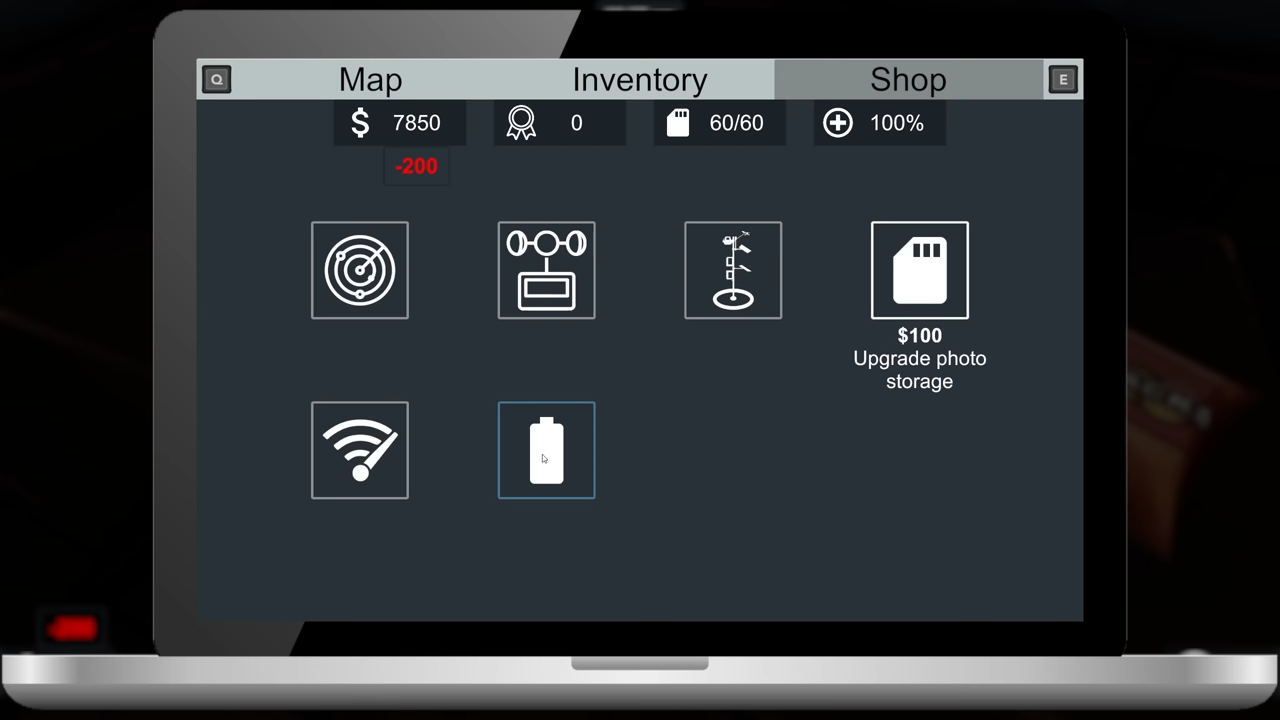 Q Map Inventory Shop E
$ 7850 0 60/60 100%
-200
$100
Upgrade photo
storage